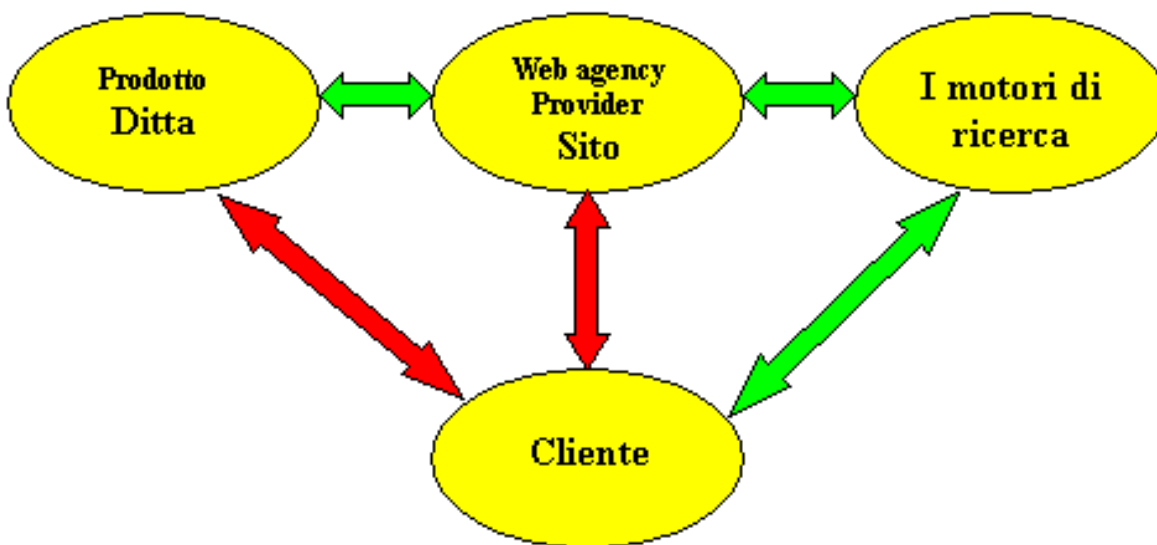 Prodotto
Ditta
Web agency
Provider
Sito
I motori di
ricerca
Cliente